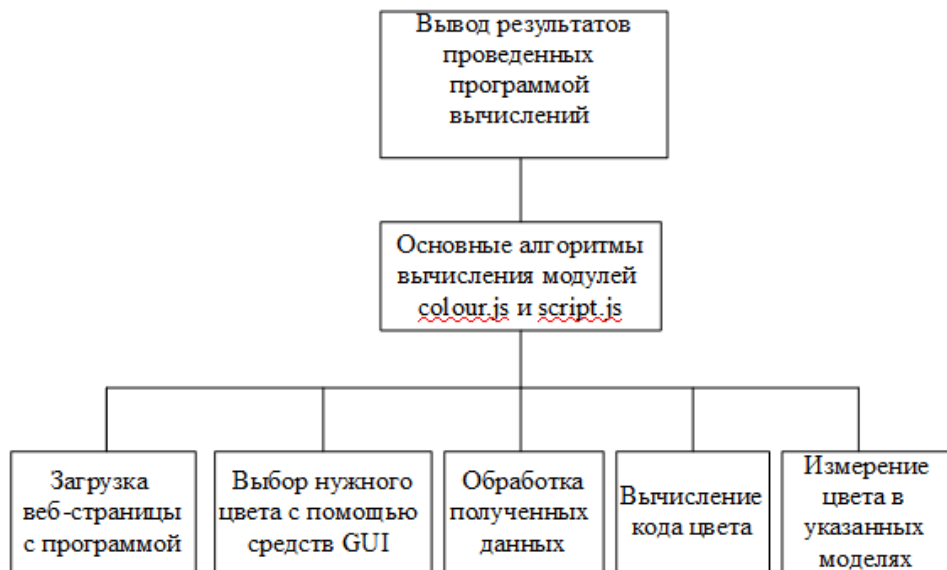 Вывод результатов
проведенных
программой
вычислений
Основные алгоритмы
вычисления модулей
colour.js и script.js
Загрузка
веб-страницы
с программой
Выбор нужного
цвета с помощью
средств GUI
Обработка
полученных
данных
Вычисление
кода цвета
Измерение
цвета в
указанных
моделях